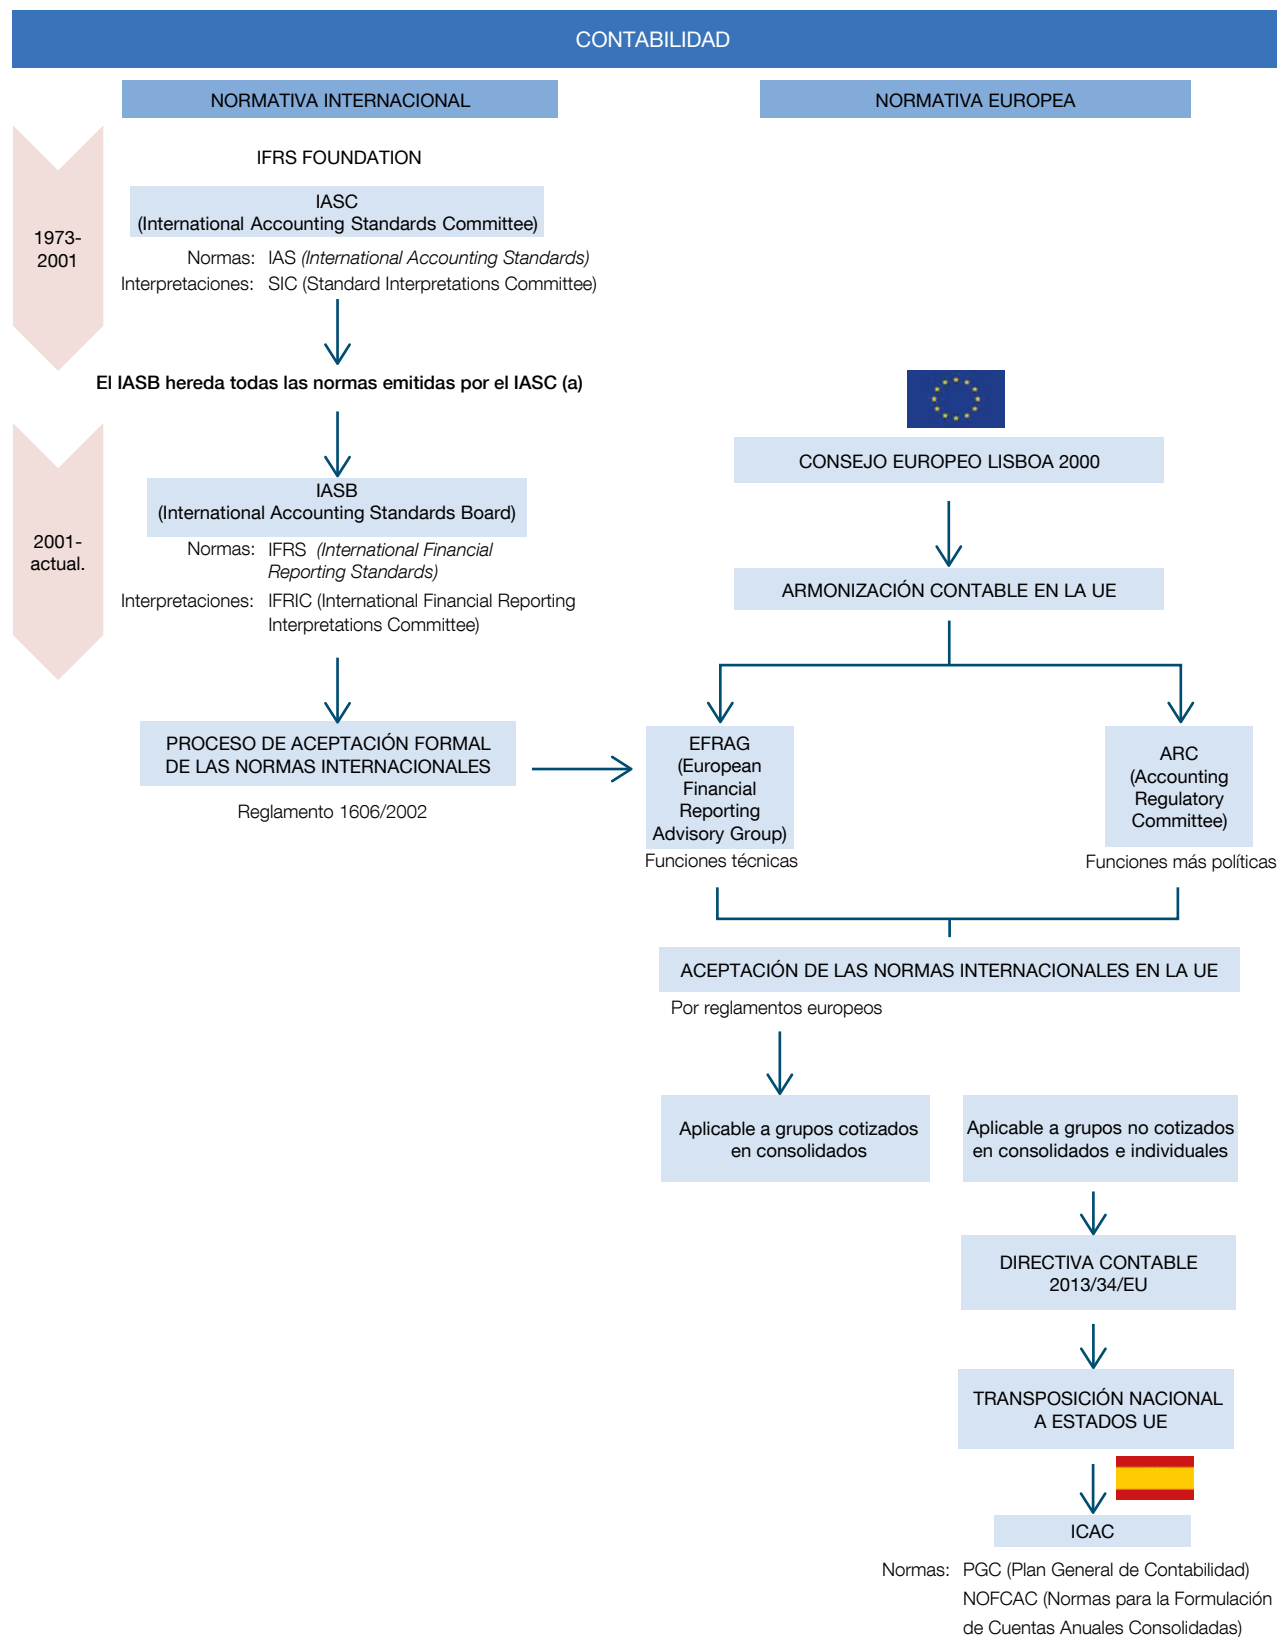 CONTABILIDAD
NORMATIVA INTERNACIONAL
IFRS FOUNDATION
1973-
2001
IASC
(International Accounting Standards Committee)
Normas: IAS (International Accounting Standards)
Interpretaciones: SIC (Standard Interpretations Committee)
El IASB hereda todas las normas emitidas por el IASC (a)
2001-
actual.
IASB
(International Accounting Standards Board)
Normas: IFRS (International Financial
Reporting Standards)
Interpretaciones: IFRIC (International Financial Reporting
Interpretations Committee)
PROCESO DE ACEPTACIÓN FORMAL
DE LAS NORMAS INTERNACIONALES
Reglamento 1606/2002
NORMATIVA EUROPEA
CONSEJO EUROPEO LISBOA 2000
ARMONIZACIÓN CONTABLE EN LA UE
EFRAG
(European
Financial
Reporting
Advisory Group)
Funciones técnicas
ARC
(Accounting
Regulatory
Committee)
Funciones más políticas
ACEPTACIÓN DE LAS NORMAS INTERNACIONALES EN LA UE
Por reglamentos europeos
Aplicable a grupos cotizados
en consolidados
Aplicable a grupos no cotizados
en consolidados e individuales
DIRECTIVA CONTABLE
2013/34/EU
TRANSPOSICIÓN NACIONAL
A ESTADOS UE
ICAC
Normas: PGC (Plan General de Contabilidad)
NOFCAC (Normas para la Formulación
de Cuentas Anuales Consolidadas)